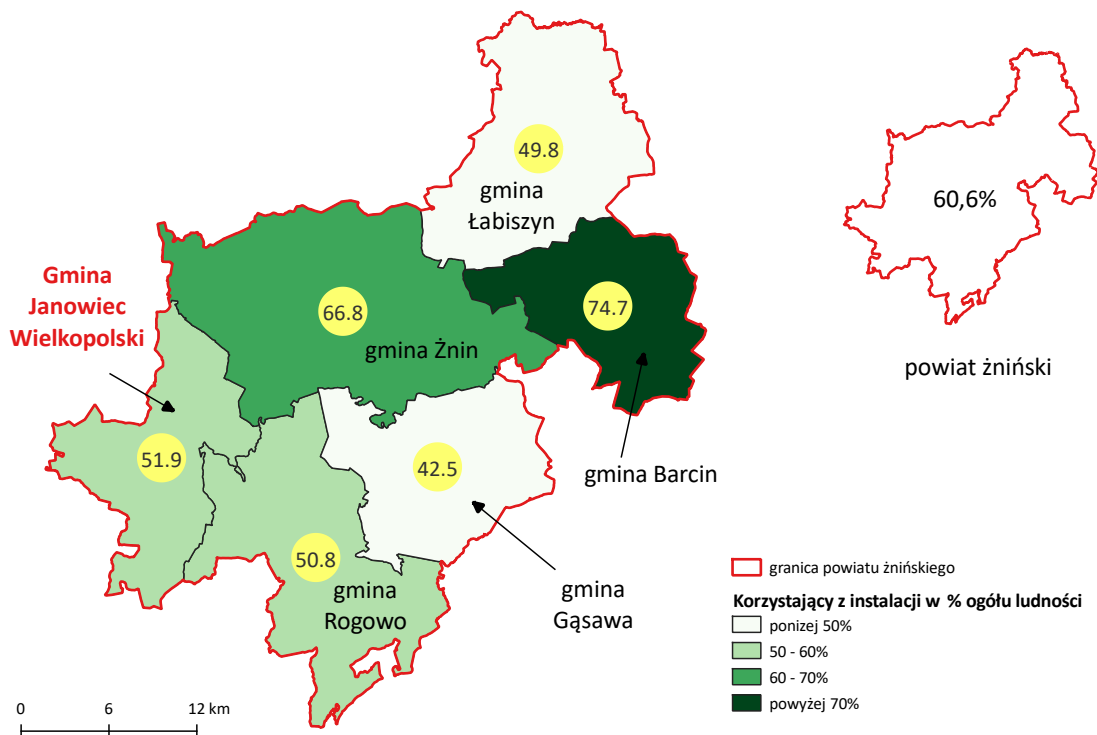 49.8
gmina
Łabiszyn
60,6%
Gmina
Janowiec
Wielkopolski
66.8
74.7
gmina Żnin
powiat żniński
51.9
42.5
gmina Barcin
50.8
gmina
Rogowo
gmina
Gąsawa
granica powiatu żnińskiego
Korzystający z instalacji w % ogółu ludności
ponizej 50%
50 - 60%
60 - 70%
powyżej 70%
0 6 12 km